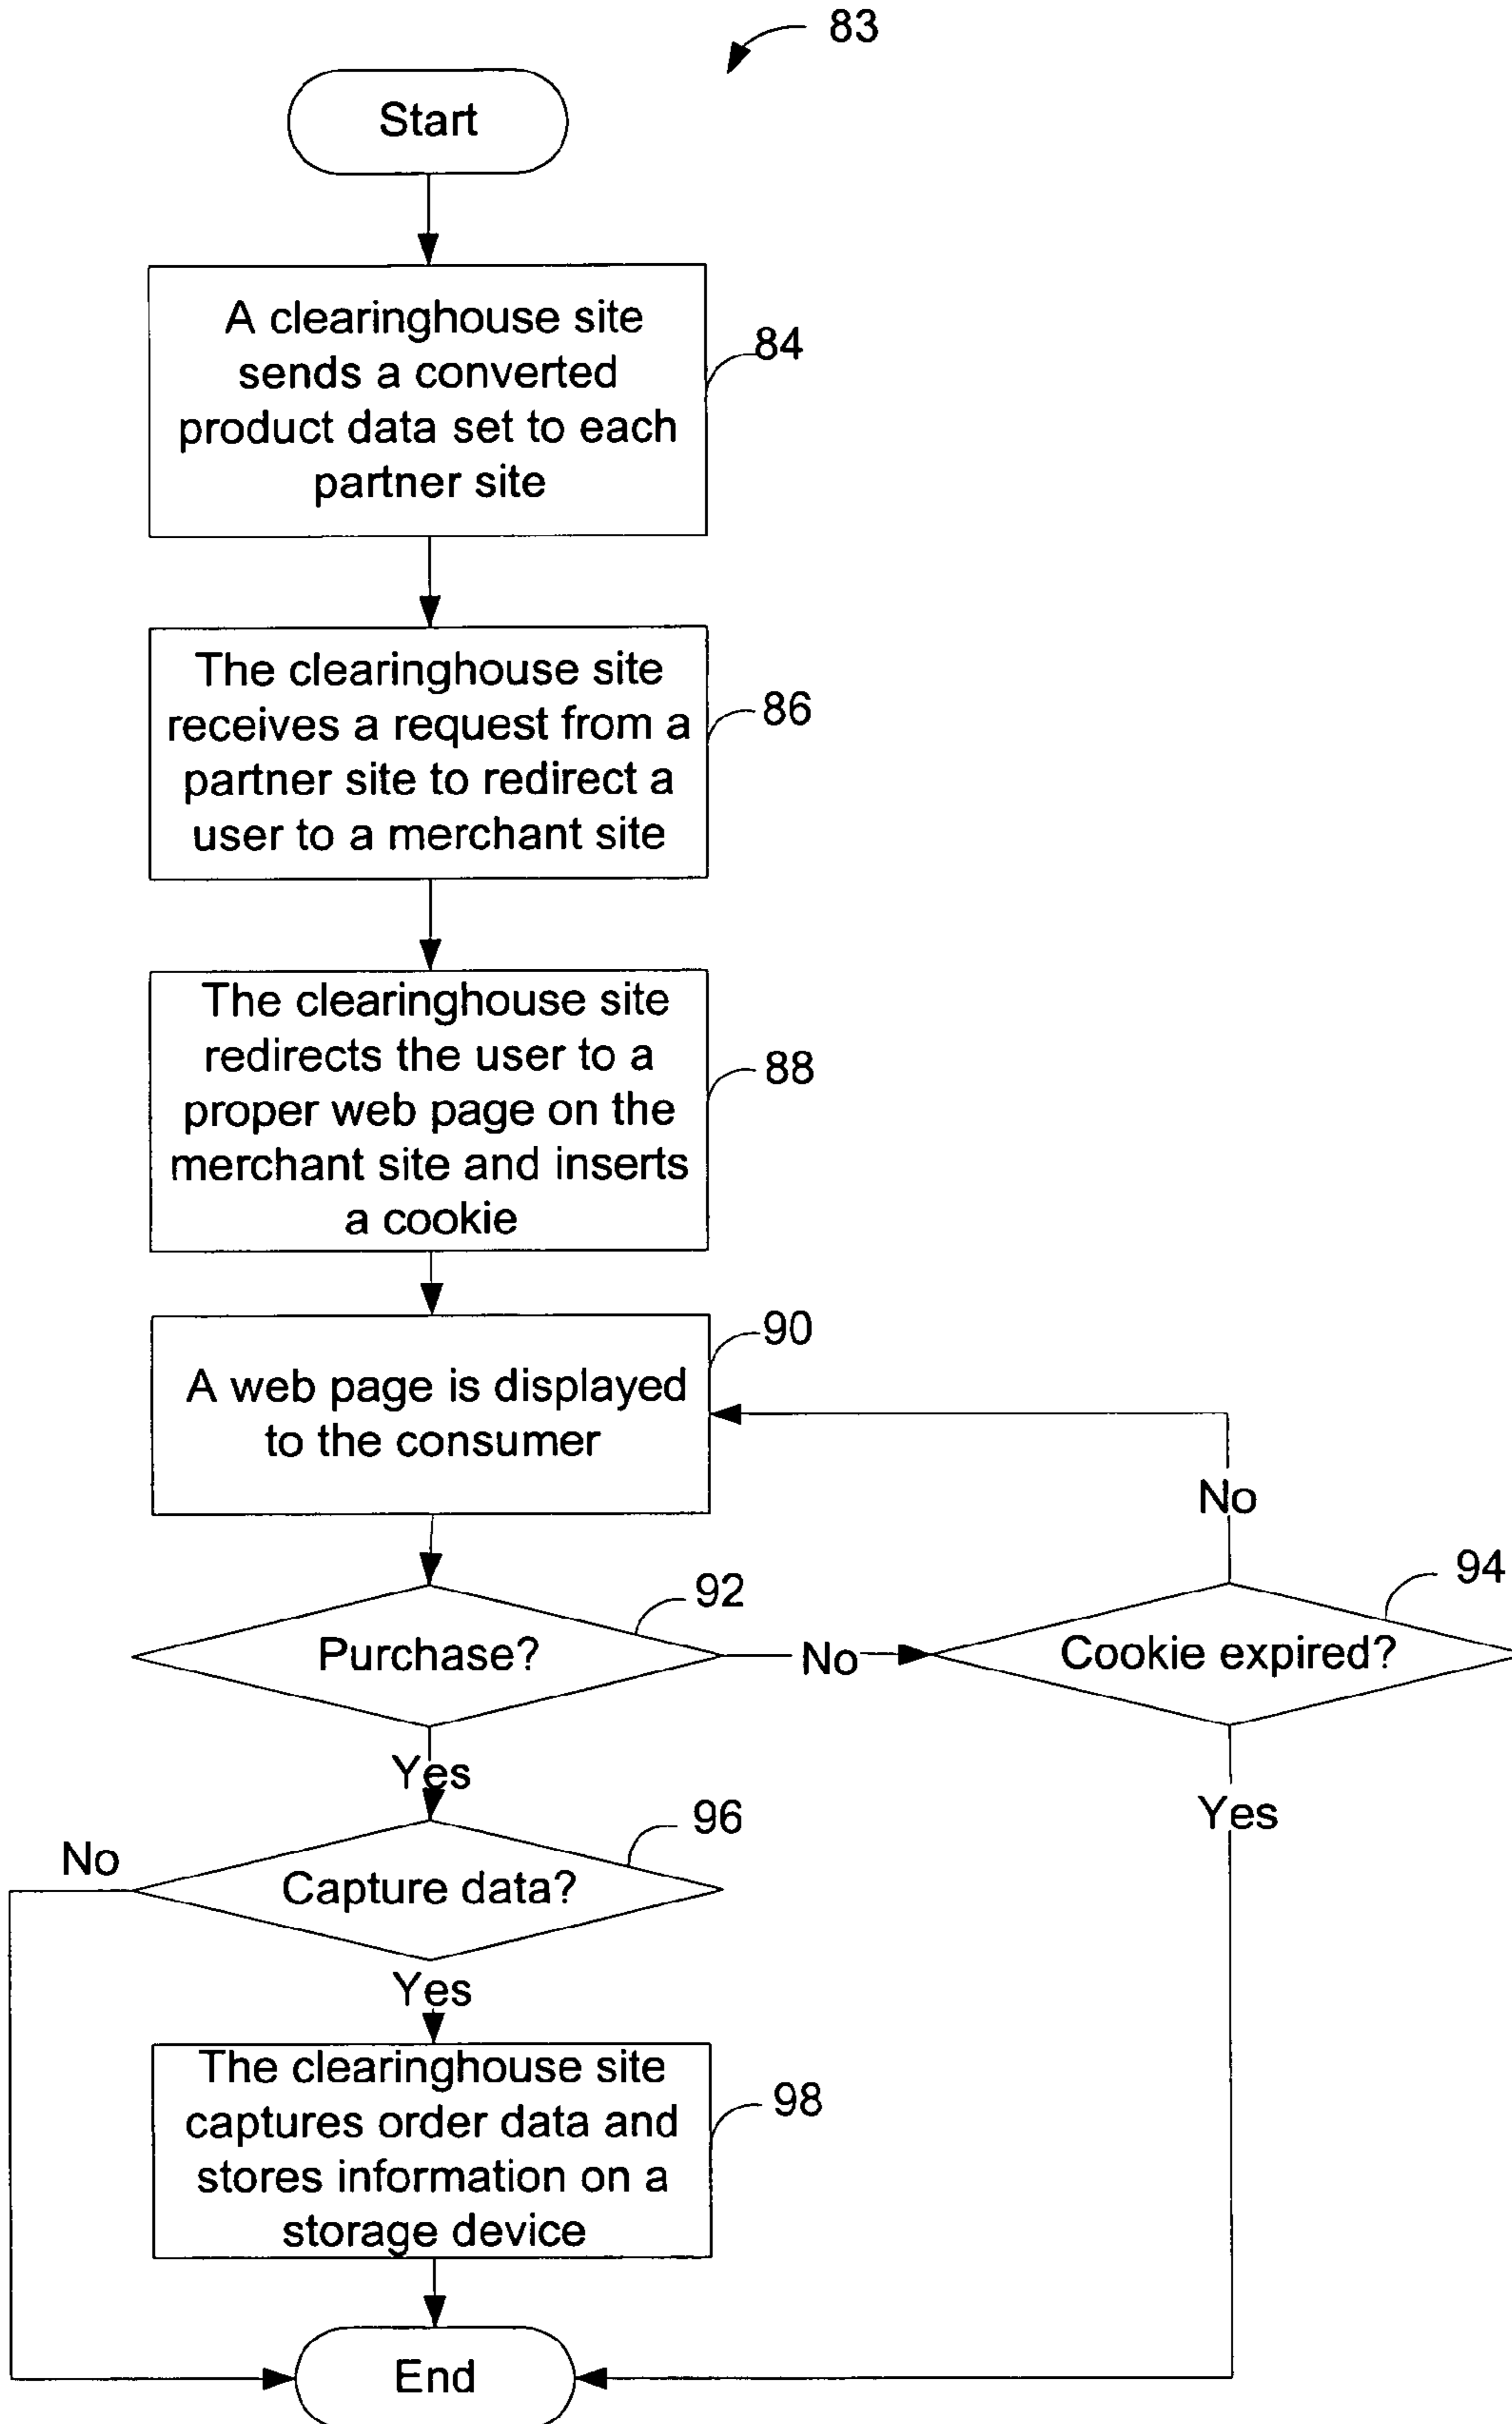 83
Start
A clearinghouse site
sends a converted
product data set to each
partner site
84
The clearinghouse site
receives a request from a
partner site to redirect a
user to a merchant site
86
The clearinghouse site
redirects the user to a
proper web page on the
merchant site and inserts
a cookie
88
90
A web page is displayed
to the consumer
No
92
94
Purchase?
No
Cookie expired?
Yes
Yes
96
No
Capture data?
Yes
The clearinghouse site
captures order data and
stores information on a
storage device
98
End